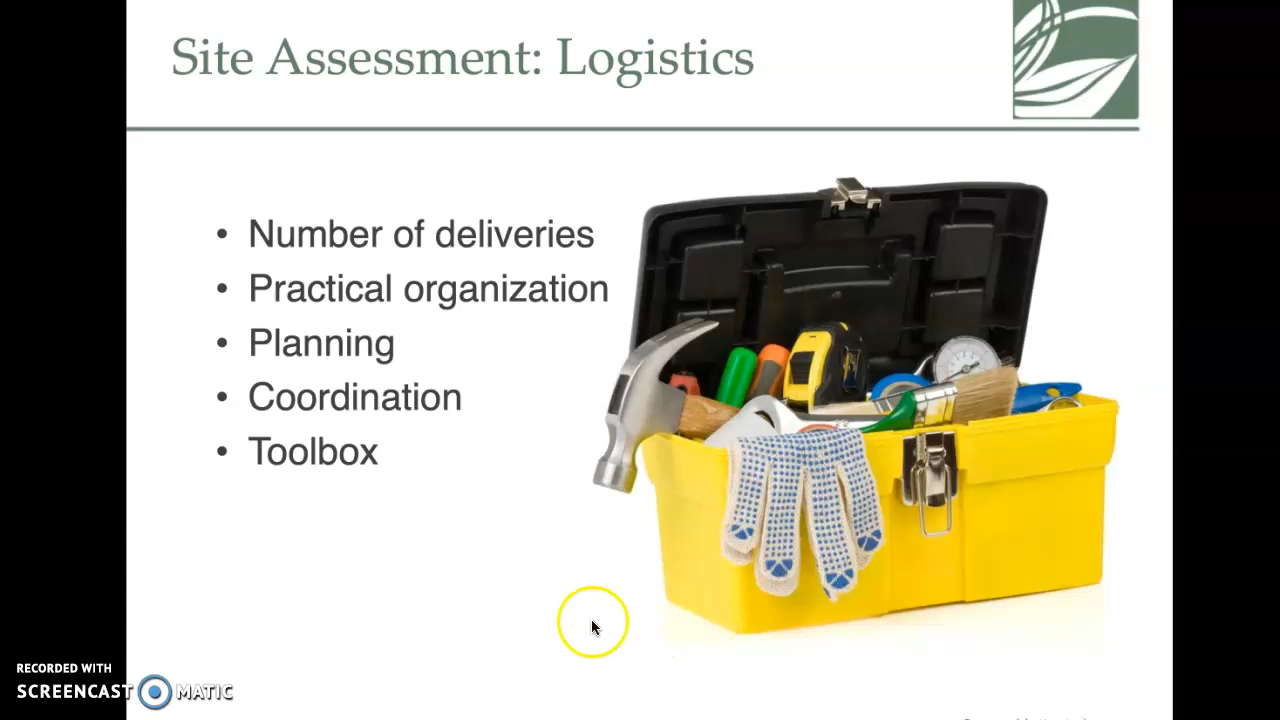 Site Assessment: Logistics
• Number of deliveries
• Practical organization
• Planning
• Coordination
• Toolbox
RECORDED WITH
SCREENCAST MATIC